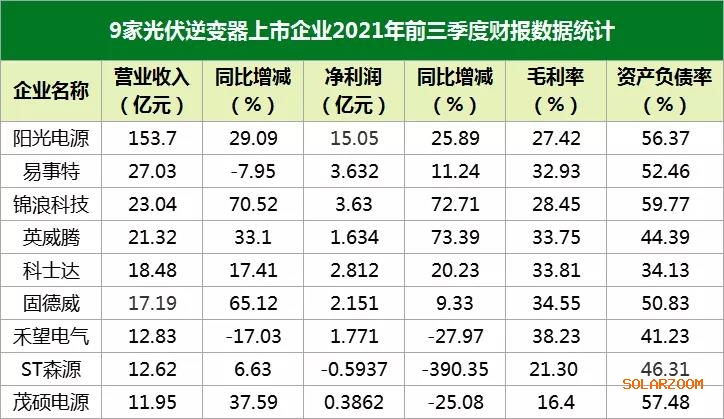 9家光伏逆变器上市企业2021年前三季度财报数据统计
企业名称 营业收入（亿元） 同比增减（%） 净利润（亿元） 同比增减（%） 毛利率（%） 资产负债率（%）
阳光电源 153.7 29.09 15.05 25.89 27.42 56.37
易事特 27.03 -7.95 3.632 11.24 32.93 52.46
锦浪科技 23.04 70.52 3.63 72.71 28.45 59.77
英威腾 21.32 33.1 1.634 73.39 33.75 44.39
科士达 18.48 17.41 2.812 20.23 33.81 34.13
固德威 17.19 65.12 2.151 9.33 34.55 50.83
禾望电气 12.83 -17.03 1.771 -27.97 38.23 41.23
ST森源 12.62 6.63 -0.5937 -390.35 21.30 46.31
茂硕电源 11.95 37.59 0.3862 -25.08 16.4 57.48
SOLARZOOM